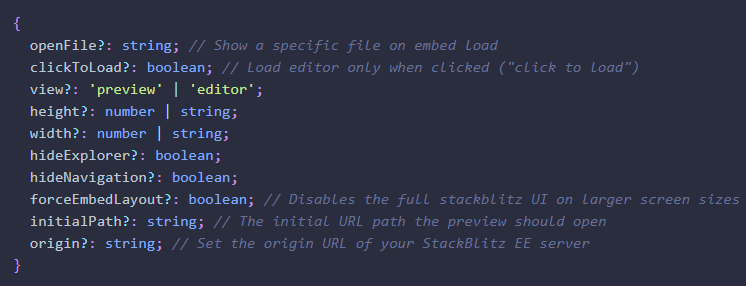 {
  openFile?: string; // Show a specific file on embed load
  clickToLoad?: boolean; // Load editor only when clicked ("click to load")
  view?: 'preview' | 'editor';
  height?: number | string;
  width?: number | string;
  hideExplorer?: boolean;
  hideNavigation?: boolean;
  forceEmbedLayout?: boolean; // Disables the full stackblitz UI on larger screen sizes
  initialPath?: string; // The initial URL path the preview should open
  origin?: string; // Set the origin URL of your StackBlitz EE server
}